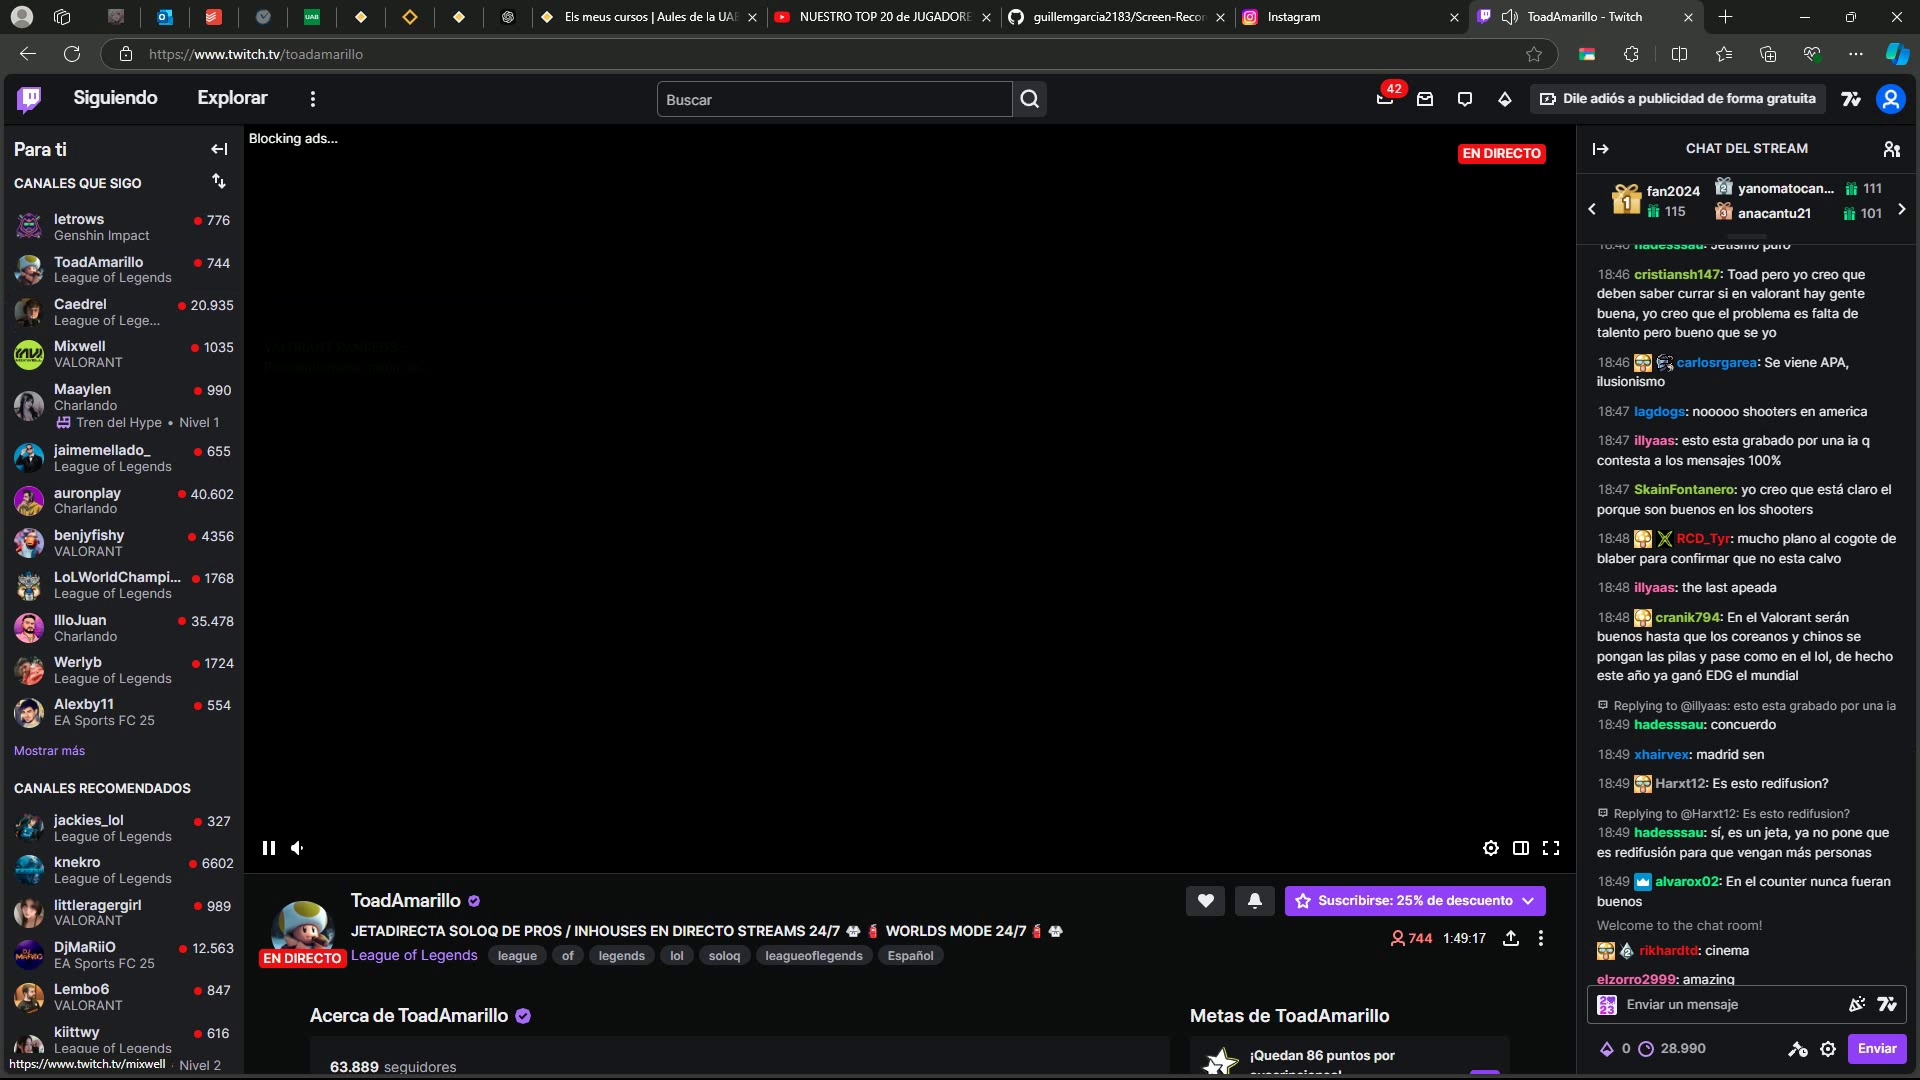 Els meus cursos | Aules de la UAB
NUESTRO TOP 20 de JUGADORE
guillemgarcia2183/Screen-Recor
Instagram
ToadAmarillo - Twitch
https://www.twitch.tv/toadamarillo
Siguiendo
Explorar
Buscar
42
Dile adiós a publicidad de forma gratuita
Para ti
CANALES QUE SIGO
letrows 776
Genshin Impact
ToadAmarillo 744
League of Legends
Caedrel 20.935
League of Lege...
Mixwell 1035
VALORANT
Maaylen 990
Charlando
Tren del Hype • Nivel 1
jaimemellado_ 655
League of Legends
auronplay 40.602
Charlando
benjyfishy 4356
VALORANT
LoLWorldChampi... 1768
League of Legends
IlloJuan 35.478
Charlando
Werlyb 1724
League of Legends
Alexby11 554
EA Sports FC 25
Mostrar más
CANALES RECOMENDADOS
jackies_lol 327
League of Legends
knekro 6602
League of Legends
littleragergirl 989
VALORANT
DjMaRiiO 12.563
EA Sports FC 25
Lembo6 847
VALORANT
kiittwy 616
League of Legends
https://www.twitch.tv/mixwell Nivel 2
Blocking ads...
EN DIRECTO
ToadAmarillo
JETADIRECTA SOLOQ DE PROS / INHOUSES EN DIRECTO STREAMS 24/7 WORLDS MODE 24/7
EN DIRECTO
League of Legends league of legends lol soloq leagueoflegends Español
Suscribirse: 25% de descuento
744 1:49:17
Acerca de ToadAmarillo
63.889 seguidores
Metas de ToadAmarillo
¡Quedan 86 puntos por
suscripciones!
CHAT DEL STREAM
1 fan2024 115
2 yanomatocan... 111
3 anacantu21 101
18:46 hadesssau: Jetismo puro
18:46 cristiansh147: Toad pero yo creo que
deben saber currar si en valorant hay gente
buena, yo creo que el problema es falta de
talento pero bueno que se yo
18:46 carlosrgarea: Se viene APA,
ilusionismo
18:47 lagdogs: nooooo shooters en america
18:47 illyaas: esto esta grabado por una ia q
contesta a los mensajes 100%
18:47 SkainFontanero: yo creo que está claro el
porque son buenos en los shooters
18:48 RCD_Tyr: mucho plano al cogote de
blaber para confirmar que no esta calvo
18:48 illyaas: the last apeada
18:48 cranik794: En el Valorant serán
buenos hasta que los coreanos y chinos se
pongan las pilas y pase como en el lol, de hecho
este año ya ganó EDG el mundial
Replying to @illyaas: esto esta grabado por una ia
18:49 hadesssau: concuerdo
18:49 xhairvex: madrid sen
18:49 Harxt12: Es esto redifusion?
Replying to @Harxt12: Es esto redifusion?
18:49 hadesssau: sí, es un jeta, ya no pone que
es redifusión para que vengan más personas
18:49 alvarox02: En el counter nunca fueran
buenos
Welcome to the chat room!
rikhardtd: cinema
elzorro2999: amazing
Enviar un mensaje
0 28.990
Enviar